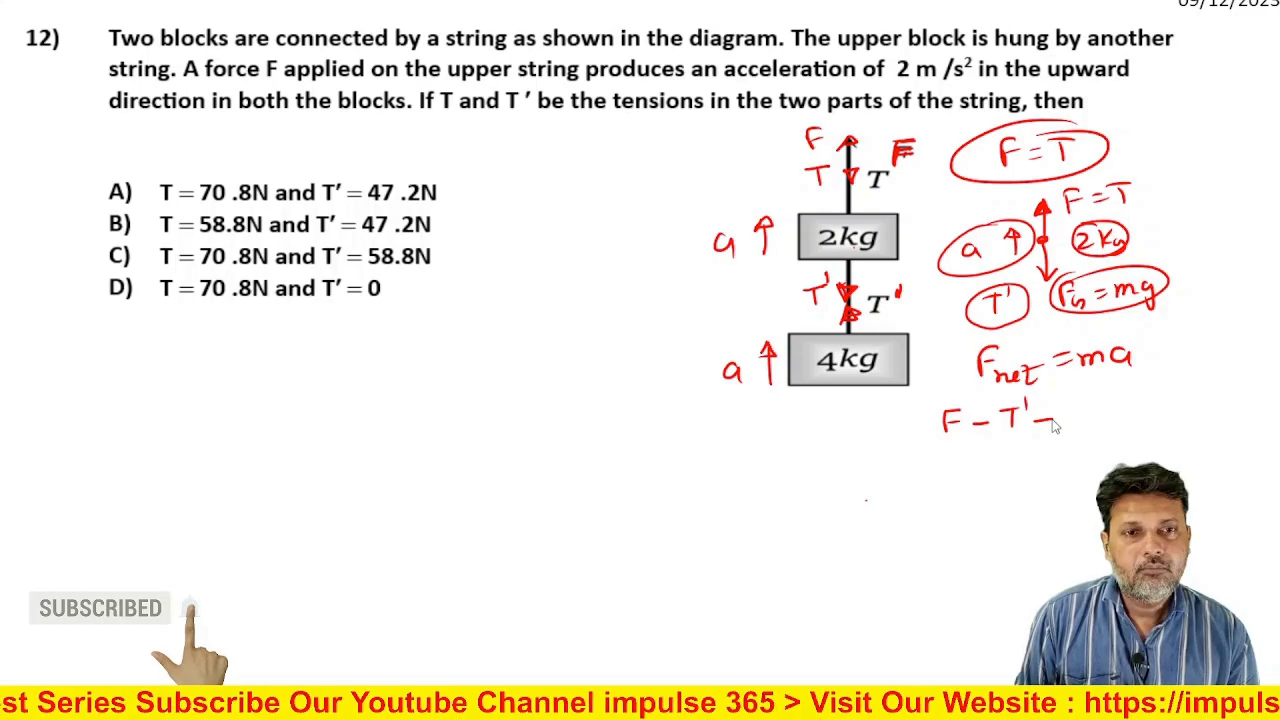 09/12/2023
12) Two blocks are connected by a string as shown in the diagram. The upper block is hung by another
string. A force F applied on the upper string produces an acceleration of 2 m /s² in the upward
direction in both the blocks. If T and T ′ be the tensions in the two parts of the string, then
A) T = 70 .8N and T′ = 47 .2N
B) T = 58.8N and T′ = 47 .2N
C) T = 70 .8N and T′ = 58.8N
D) T = 70 .8N and T′ = 0
F
T
T
F
F = T
F = T
a
2kg
a
2kg
T'
T'
T'
Fg = mg
a
4kg
Fnet = ma
F - T' -
SUBSCRIBED
st Series Subscribe Our Youtube Channel impulse 365 > Visit Our Website : https://impuls